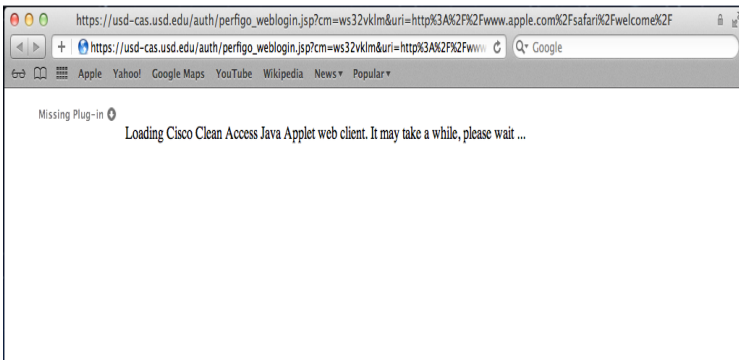 https://usd-cas.usd.edu/auth/perfigo_weblogin.jsp?cm=ws32vklm&uri=http%3A%2F%2Fwww.apple.com%2Fsafari%2Fwelcome%2F
https://usd-cas.usd.edu/auth/perfigo_weblogin.jsp?cm=ws32vklm&uri=http%3A%2F%2Fwww Google
Apple Yahoo! Google Maps YouTube Wikipedia News Popular
Missing Plug-in
Loading Cisco Clean Access Java Applet web client. It may take a while, please wait ...